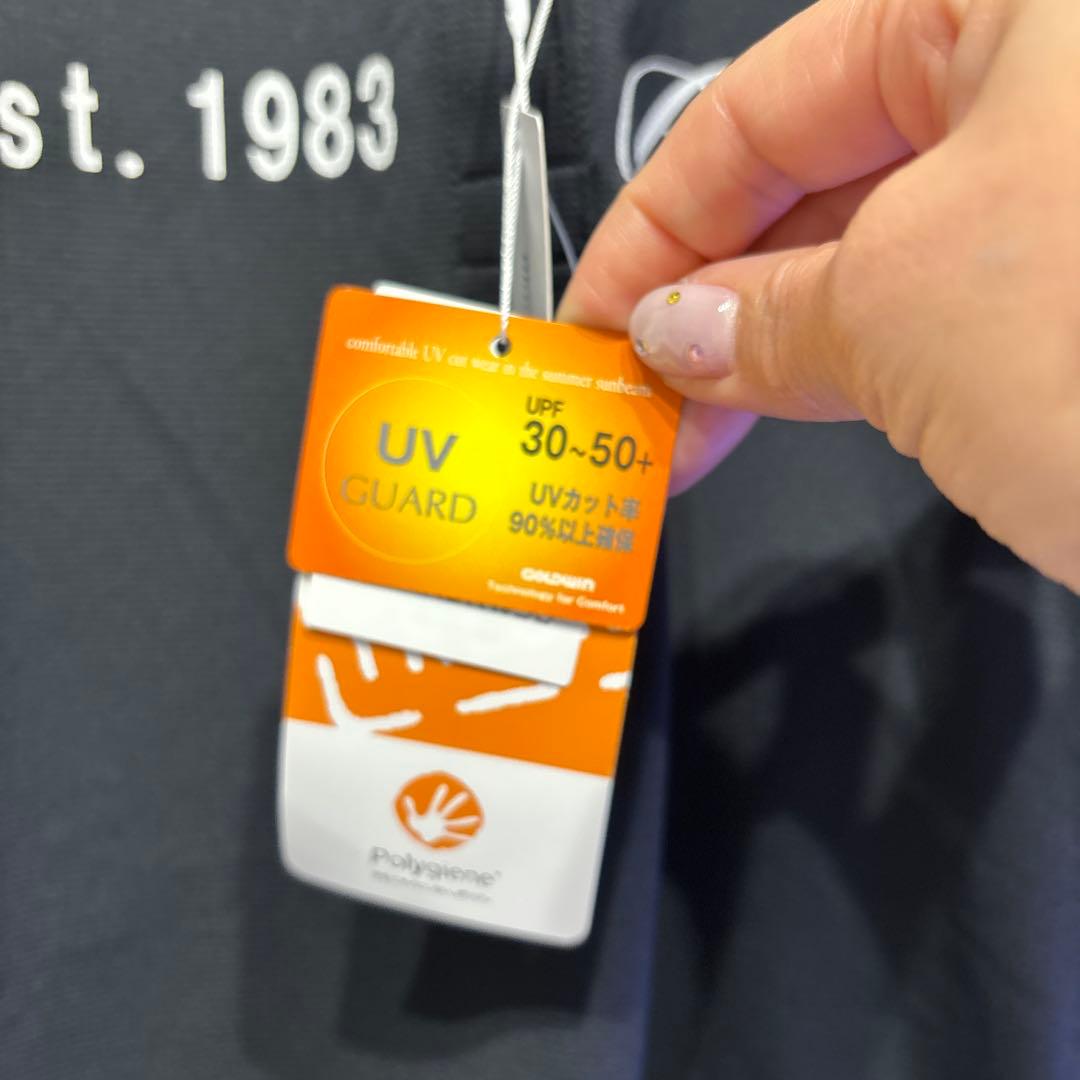 st. 1983
comfortable UV cut wear in the summer sunbeams
UV
GUARD
UPF
30~50+
UVカット率
90%以上確保
GOLDWIN
Technology for Comfort
Polygiene